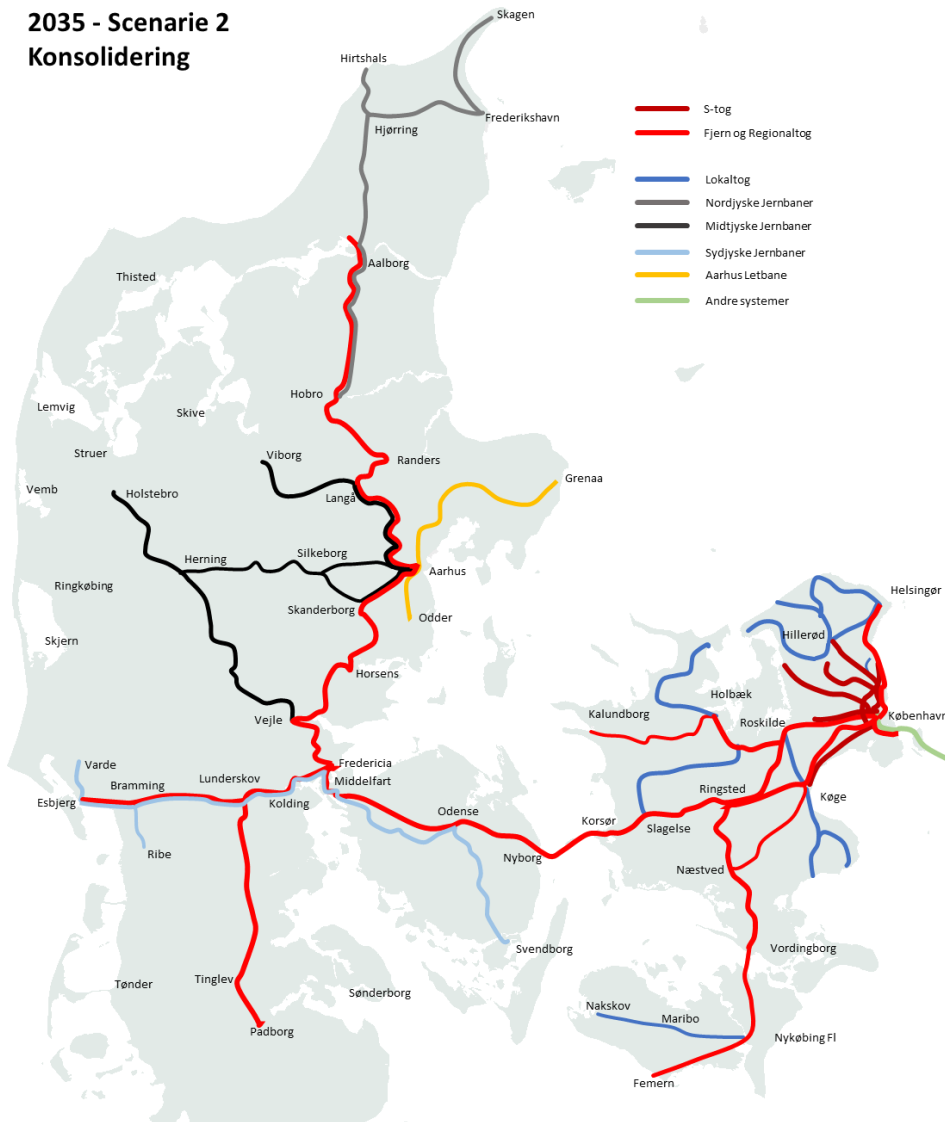 2035 - Scenarie 2
Konsolidering
Skagen
Hirtshals
Hjørring
Frederikshavn
S-tog
Fjern og Regionaltog
Lokaltog
Nordjyske Jernbaner
Midtjyske Jernbaner
Sydjyske Jernbaner
Aarhus Letbane
Andre systemer
Aalborg
Thisted
Hobro
Lemvig
Skive
Struer
Viborg
Randers
Grenaa
Vemb
Holstebro
Langå
Herning
Silkeborg
Aarhus
Ringkøbing
Skanderborg
Odder
Helsingør
Hillerød
Skjern
Horsens
Holbæk
Kalundborg
Roskilde
København
Vejle
Varde
Fredericia
Bramming
Lunderskov
Middelfart
Esbjerg
Kolding
Odense
Ringsted
Køge
Korsør
Slagelse
Ribe
Nyborg
Næstved
Svendborg
Vordingborg
Tønder
Tinglev
Sønderborg
Nakskov
Maribo
Padborg
Nykøbing Fl
Femern